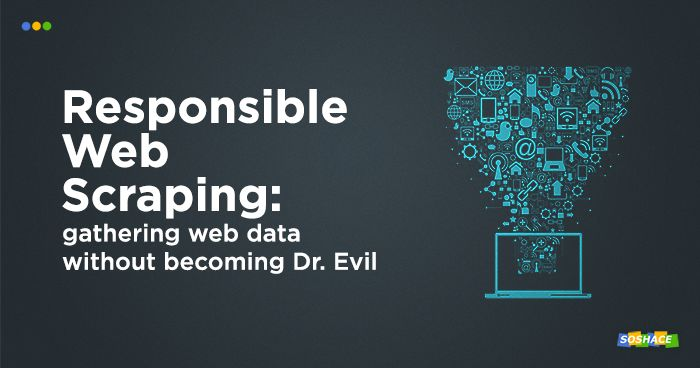 Responsible
Web
Scraping:
gathering web data
without becoming Dr. Evil
SOSHACE